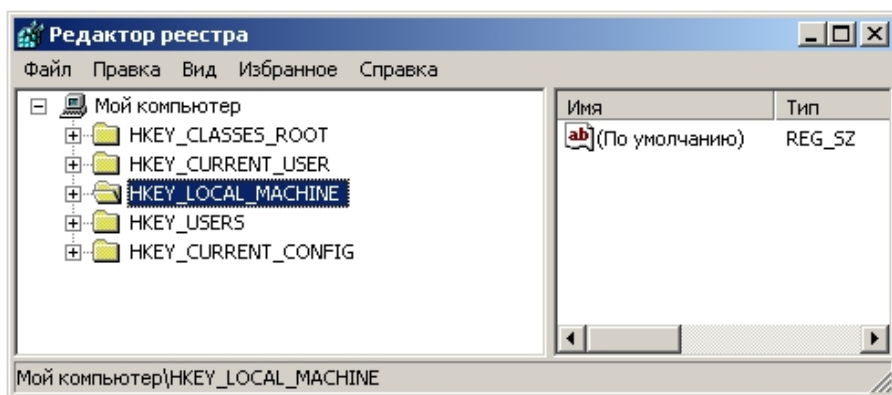 Редактор реестра
Файл Правка Вид Избранное Справка
Мой компьютер
HKEY_CLASSES_ROOT
HKEY_CURRENT_USER
HKEY_LOCAL_MACHINE
HKEY_USERS
HKEY_CURRENT_CONFIG
Имя Тип
ab (По умолчанию) REG_SZ
Мой компьютер\HKEY_LOCAL_MACHINE